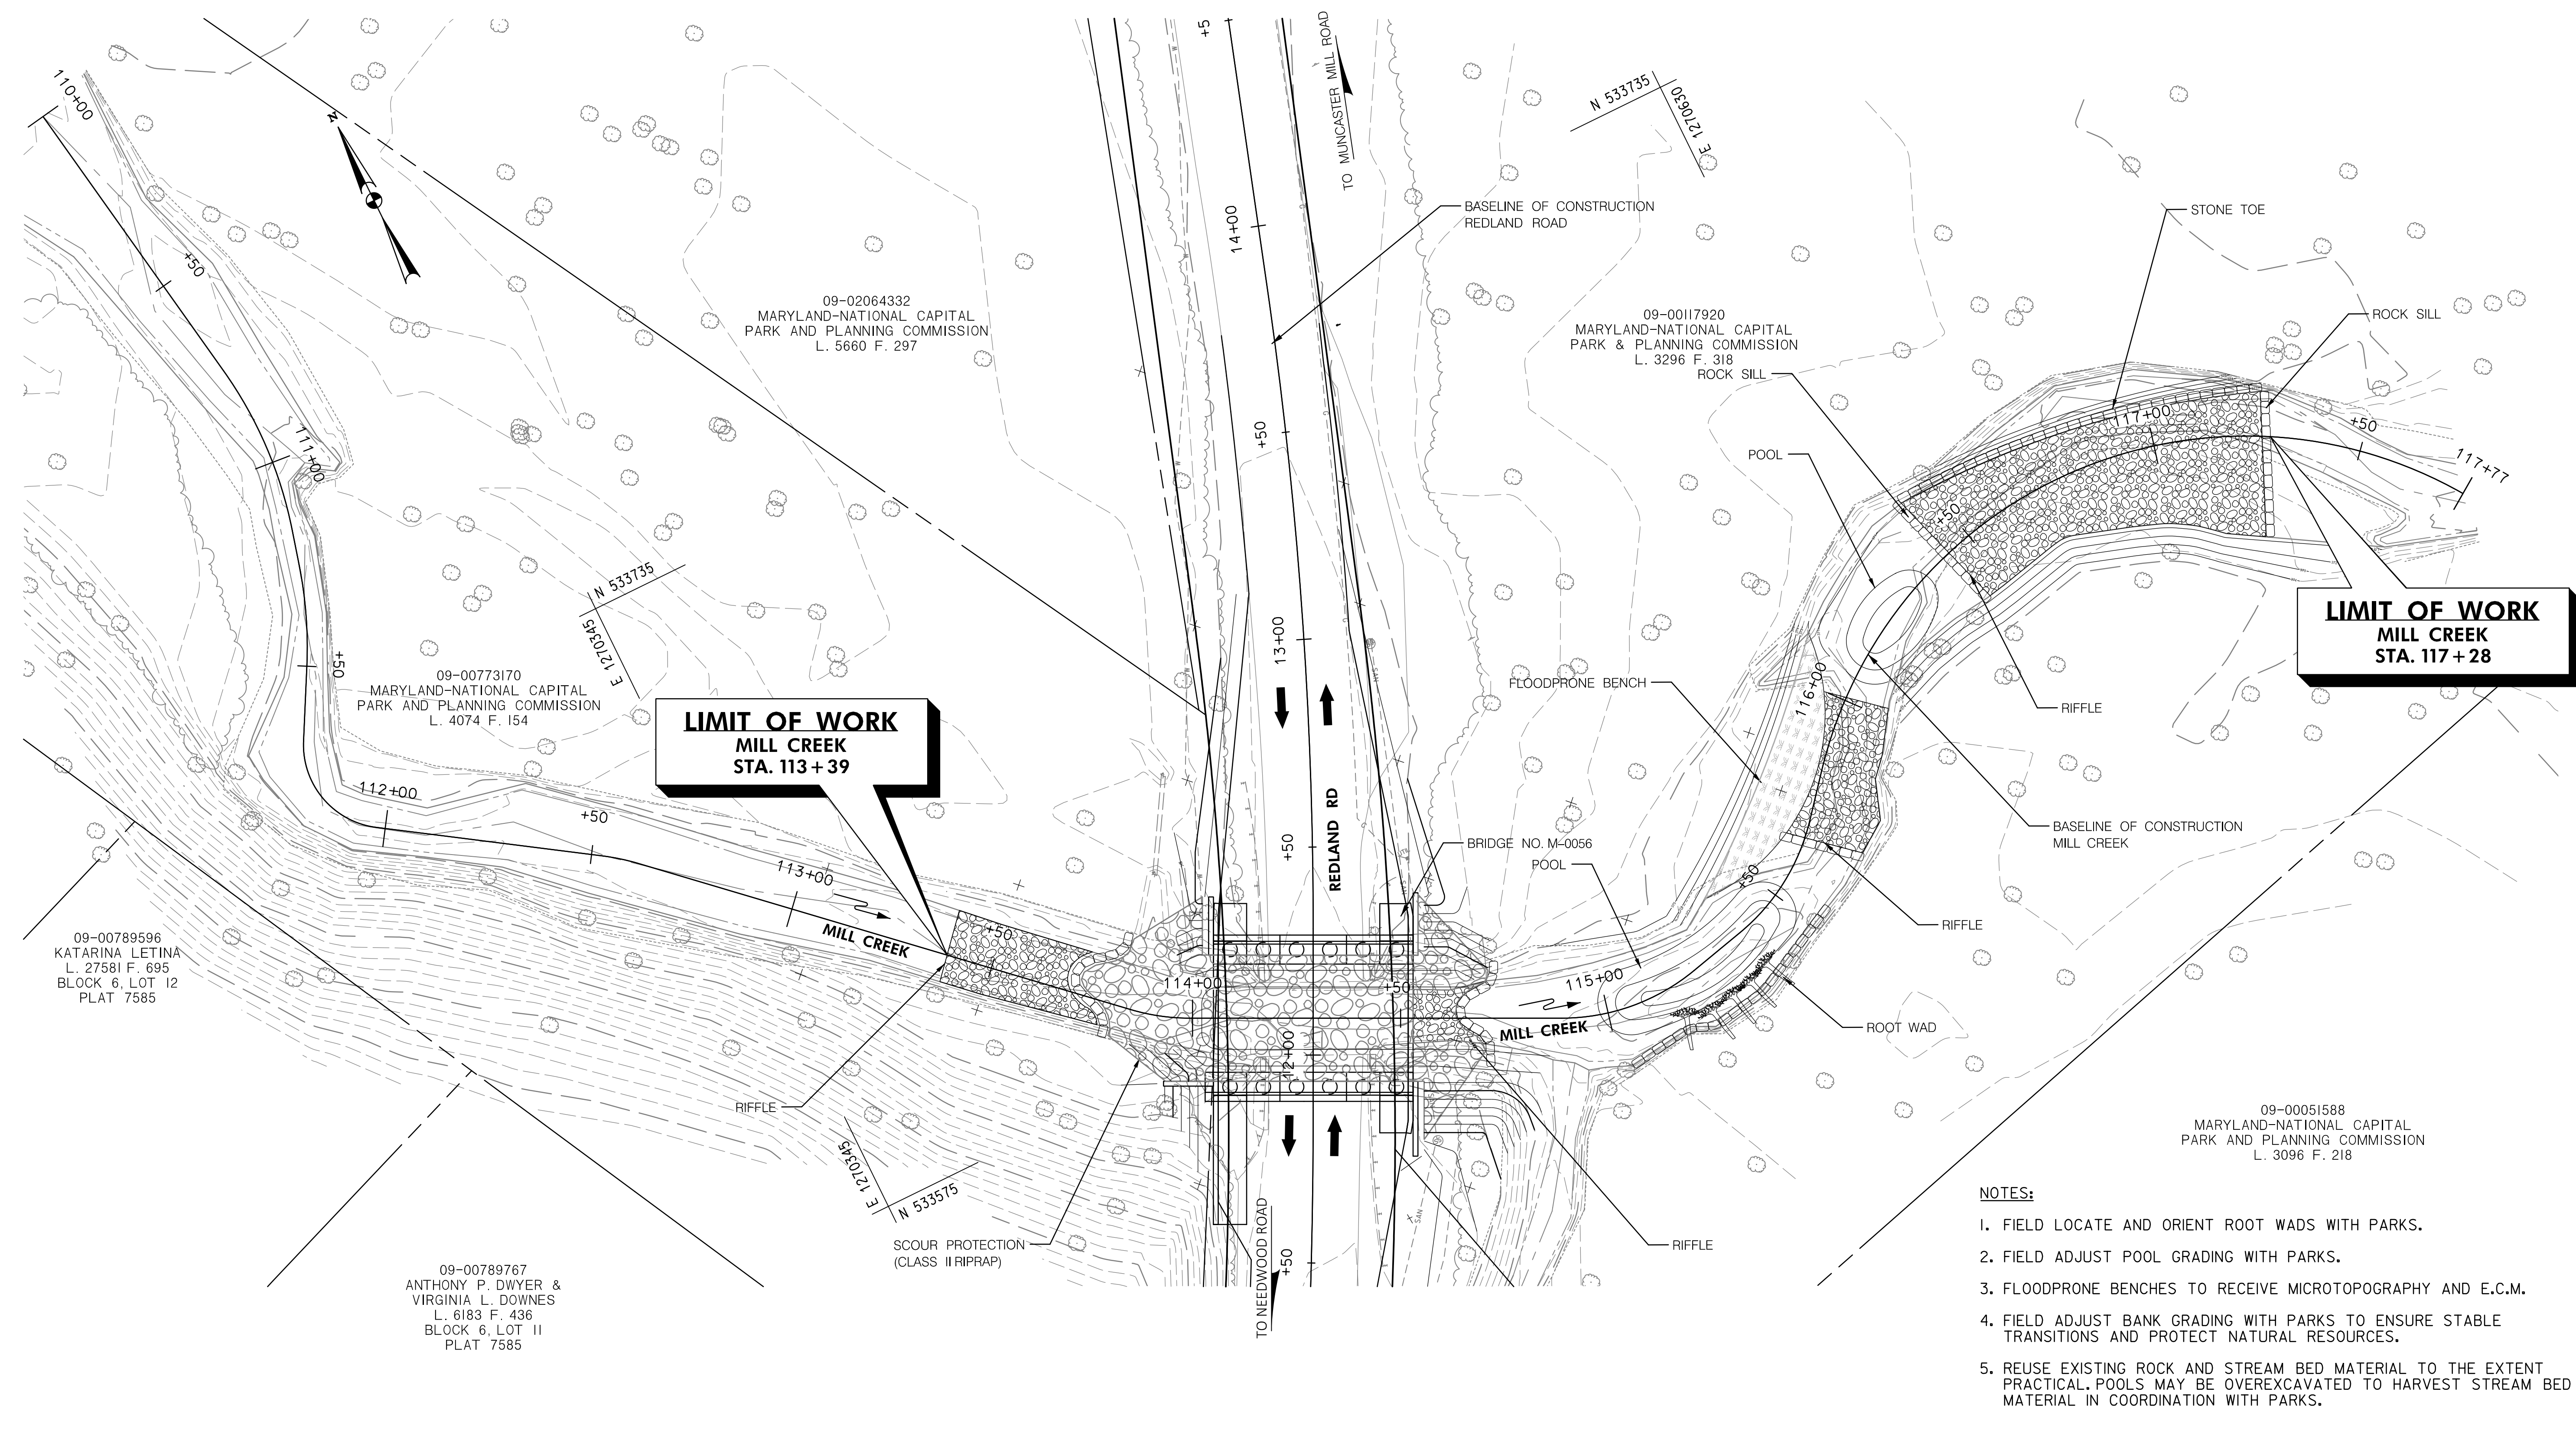 110+00
+50
111+00
+50
112+00
+50
113+00
+50
114+00
+50
115+00
+50
116+00
+50
117+00
+50
117+77
N
+5
14+00
+50
13+00
+50
12+00
+50
TO MUNCASTER MILL ROAD
TO NEEDWOOD ROAD
REDLAND RD
N 533735
E 1270630
N 533735
E 1270345
E 1270345
N 533575
BASELINE OF CONSTRUCTION
REDLAND ROAD
STONE TOE
ROCK SILL
09-02064332
MARYLAND-NATIONAL CAPITAL
PARK AND PLANNING COMMISSION
L. 5660 F. 297
09-00117920
MARYLAND-NATIONAL CAPITAL
PARK & PLANNING COMMISSION
L. 3296 F. 318
ROCK SILL
POOL
FLOODPRONE BENCH
09-00773170
MARYLAND-NATIONAL CAPITAL
PARK AND PLANNING COMMISSION
L. 4074 F. 154
LIMIT OF WORK
MILL CREEK
STA. 113+39
LIMIT OF WORK
MILL CREEK
STA. 117+28
RIFFLE
BASELINE OF CONSTRUCTION
MILL CREEK
BRIDGE NO. M-0056
POOL
RIFFLE
ROOT WAD
MILL CREEK
MILL CREEK
RIFFLE
RIFFLE
SCOUR PROTECTION
(CLASS II RIPRAP)
SAN
SAN
09-00789596
KATARINA LETINA
L. 27581 F. 695
BLOCK 6, LOT 12
PLAT 7585
09-00789767
ANTHONY P. DWYER &
VIRGINIA L. DOWNES
L. 6183 F. 436
BLOCK 6, LOT 11
PLAT 7585
09-00051588
MARYLAND-NATIONAL CAPITAL
PARK AND PLANNING COMMISSION
L. 3096 F. 218
NOTES:
1. FIELD LOCATE AND ORIENT ROOT WADS WITH PARKS.
2. FIELD ADJUST POOL GRADING WITH PARKS.
3. FLOODPRONE BENCHES TO RECEIVE MICROTOPOGRAPHY AND E.C.M.
4. FIELD ADJUST BANK GRADING WITH PARKS TO ENSURE STABLE
TRANSITIONS AND PROTECT NATURAL RESOURCES.
5. REUSE EXISTING ROCK AND STREAM BED MATERIAL TO THE EXTENT
PRACTICAL. POOLS MAY BE OVEREXCAVATED TO HARVEST STREAM BED
MATERIAL IN COORDINATION WITH PARKS.